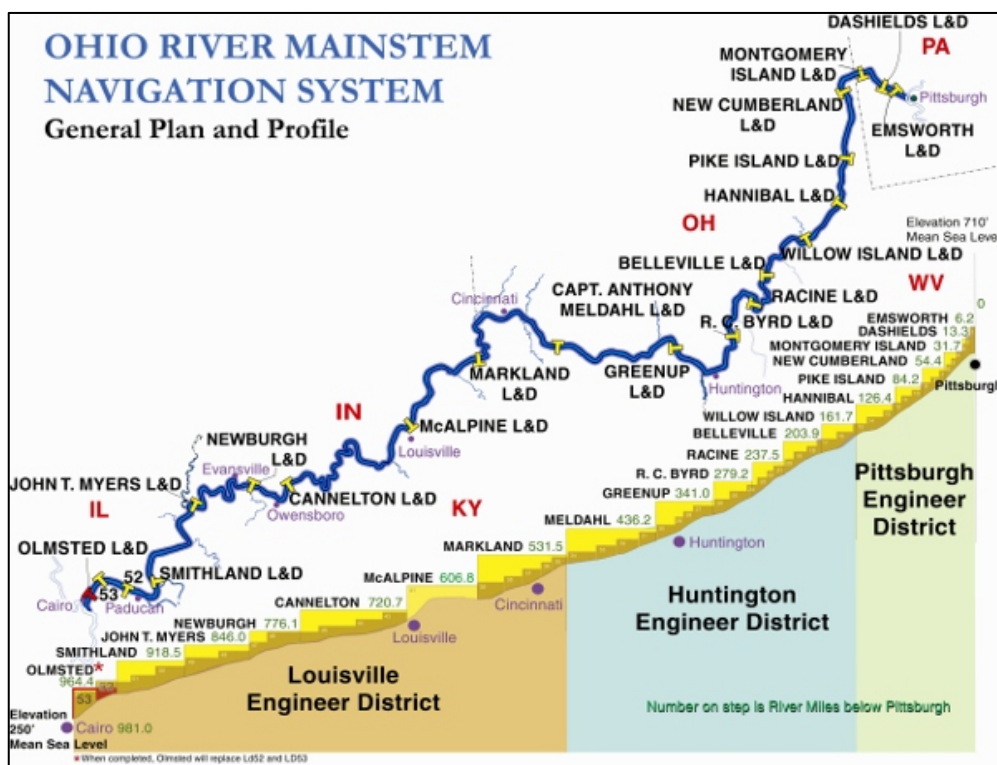 OHIO RIVER MAINSTEM
NAVIGATION SYSTEM
General Plan and Profile
DASHIELDS L&D
PA
MONTGOMERY
ISLAND L&D
Pittsburgh
NEW CUMBERLAND
L&D
EMSWORTH
L&D
PIKE ISLAND L&D
HANNIBAL L&D
OH
Elevation 710'
Mean Sea Level
WILLOW ISLAND L&D
BELLEVILLE L&D
WV
CAPT. ANTHONY
MELDAHL L&D
Cincinnati
RACINE L&D
R. C. BYRD L&D
MARKLAND
L&D
GREENUP
L&D
Huntington
IN
McALPINE L&D
Louisville
NEWBURGH
L&D
Evansville
JOHN T. MYERS L&D
CANNELTON L&D
Owensboro
IL
KY
OLMSTED L&D
52
SMITHLAND L&D
53
Cairo
Paducah
0
EMSWORTH 6.2
DASHIELDS 13.3
MONTGOMERY ISLAND 31.7
NEW CUMBERLAND 54.4
Pittsburgh
PIKE ISLAND 84.2
HANNIBAL 126.4
WILLOW ISLAND 161.7
BELLEVILLE 203.9
RACINE 237.5
R. C. BYRD 279.2
GREENUP 341.0
MELDAHL 436.2
Huntington
MARKLAND 531.5
Cincinnati
McALPINE 606.8
Louisville
CANNELTON 720.7
NEWBURGH 776.1
JOHN T. MYERS 846.0
SMITHLAND 918.5
OLMSTED*
964.4
53
Pittsburgh
Engineer
District
Huntington
Engineer District
Louisville
Engineer District
Number on step is River Miles below Pittsburgh
Elevation
250'
Mean Sea Level
Cairo 981.0
*When completed, Olmsted will replace Ld52 and LD53